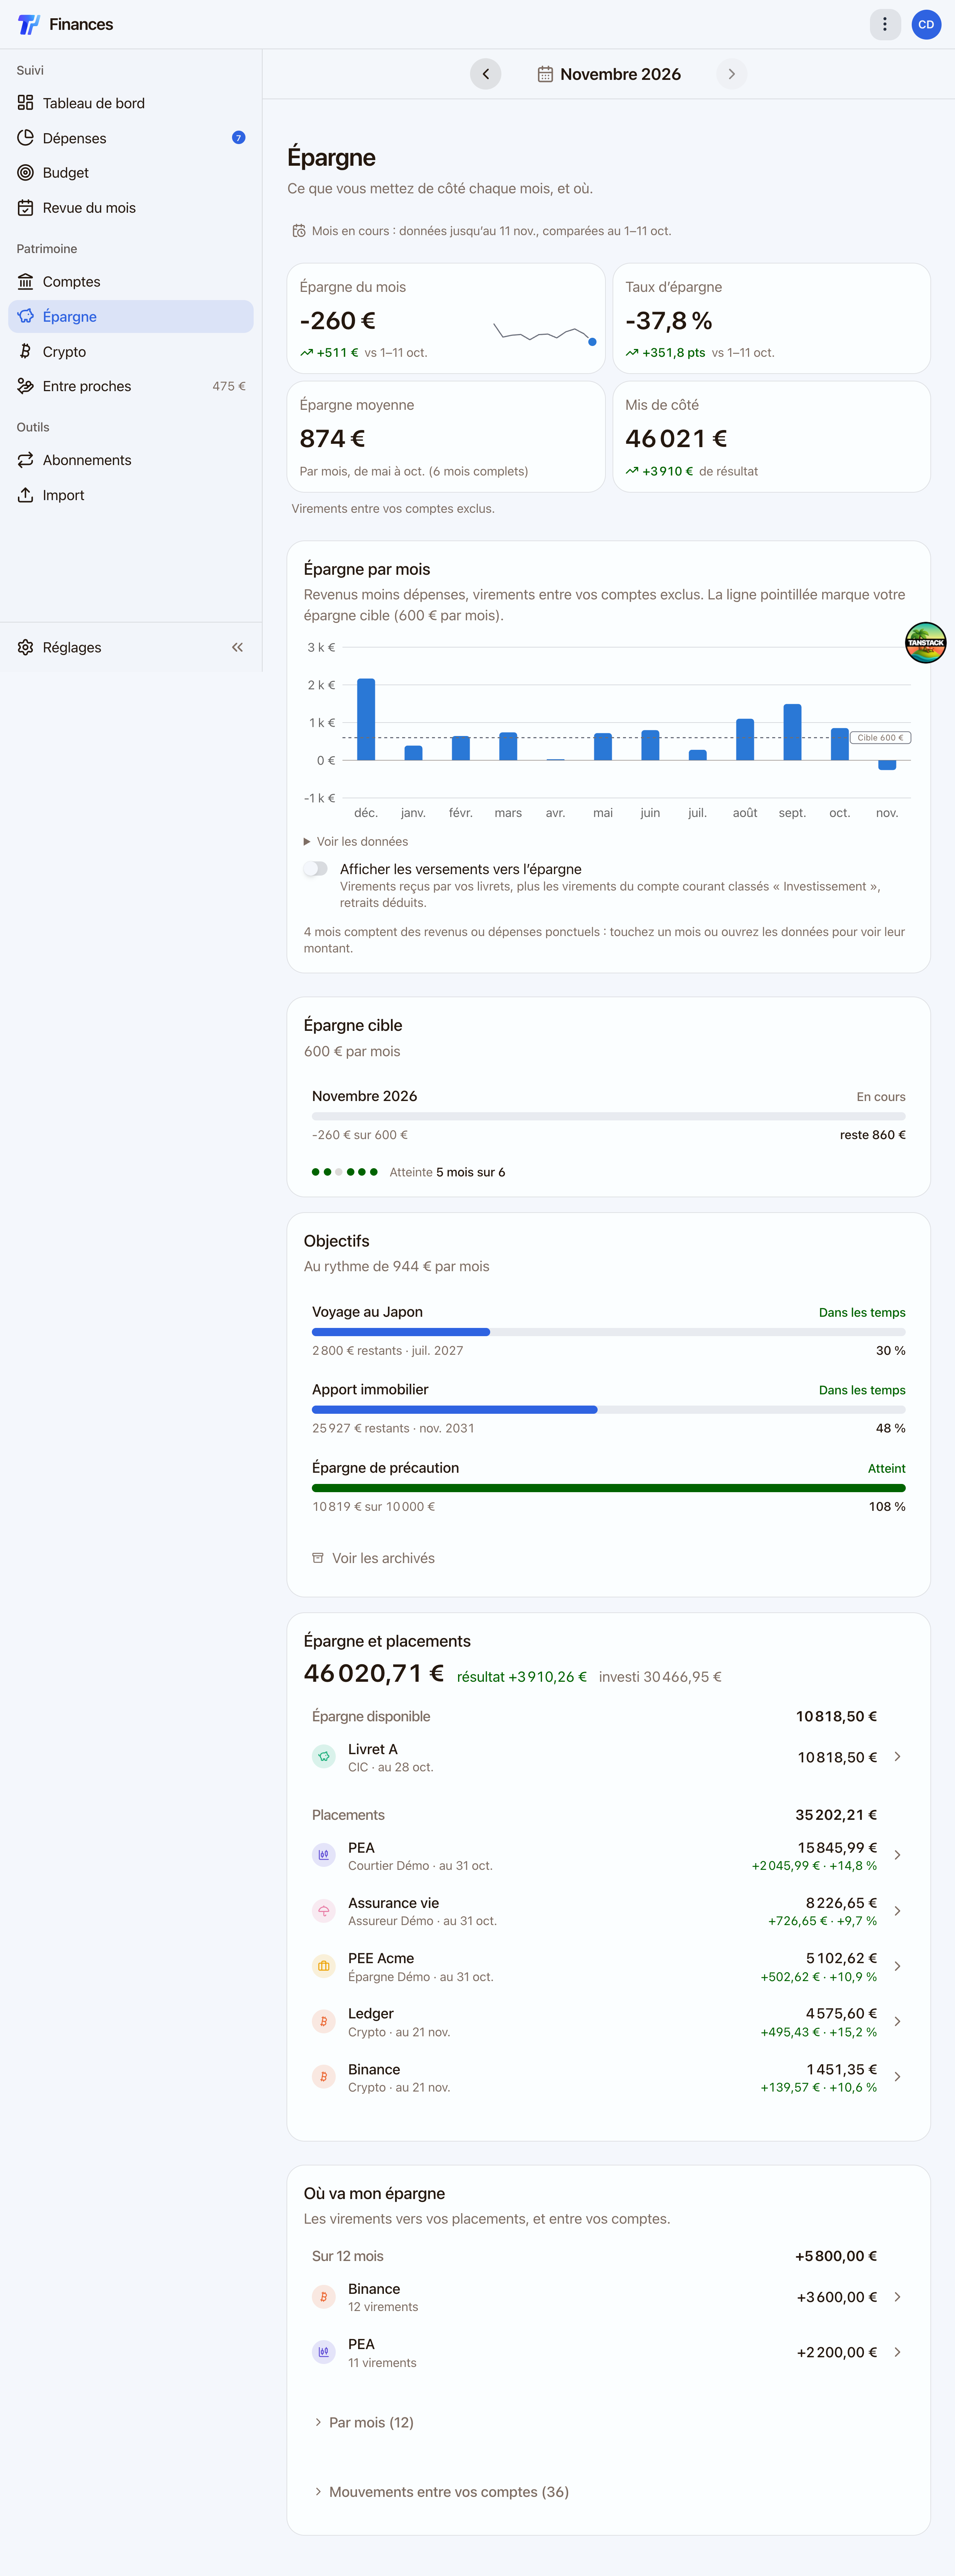 Finances
CD
Suivi
Tableau de bord
Dépenses
7
Budget
Revue du mois
Patrimoine
Comptes
Épargne
Crypto
Entre proches
475 €
Outils
Abonnements
Import
Réglages
Novembre 2026
Épargne
Ce que vous mettez de côté chaque mois, et où.
Mois en cours : données jusqu’au 11 nov., comparées au 1–11 oct.
Épargne du mois
-260 €
+511 € vs 1–11 oct.
Taux d’épargne
-37,8 %
+351,8 pts vs 1–11 oct.
Épargne moyenne
874 €
Par mois, de mai à oct. (6 mois complets)
Mis de côté
46 021 €
+3 910 € de résultat
Virements entre vos comptes exclus.
Épargne par mois
Revenus moins dépenses, virements entre vos comptes exclus. La ligne pointillée marque votre
épargne cible (600 € par mois).
TANSTACK
3 k €
2 k €
1 k €
Cible 600 €
0 €
-1 k €
déc. janv. févr. mars avr. mai juin juil. août sept. oct. nov.
Voir les données
Afficher les versements vers l’épargne
Virements reçus par vos livrets, plus les virements du compte courant classés « Investissement »,
retraits déduits.
4 mois comptent des revenus ou dépenses ponctuels : touchez un mois ou ouvrez les données pour voir leur
montant.
Épargne cible
600 € par mois
Novembre 2026
En cours
-260 € sur 600 €
reste 860 €
Atteinte 5 mois sur 6
Objectifs
Au rythme de 944 € par mois
Voyage au Japon
Dans les temps
2 800 € restants · juil. 2027
30 %
Apport immobilier
Dans les temps
25 927 € restants · nov. 2031
48 %
Épargne de précaution
Atteint
10 819 € sur 10 000 €
108 %
Voir les archivés
Épargne et placements
46 020,71 € résultat +3 910,26 € investi 30 466,95 €
Épargne disponible
10 818,50 €
Livret A
CIC · au 28 oct.
10 818,50 €
Placements
35 202,21 €
PEA
Courtier Démo · au 31 oct.
15 845,99 €
+2 045,99 € · +14,8 %
Assurance vie
Assureur Démo · au 31 oct.
8 226,65 €
+726,65 € · +9,7 %
PEE Acme
Épargne Démo · au 31 oct.
5 102,62 €
+502,62 € · +10,9 %
Ledger
Crypto · au 21 nov.
4 575,60 €
+495,43 € · +15,2 %
Binance
Crypto · au 21 nov.
1 451,35 €
+139,57 € · +10,6 %
Où va mon épargne
Les virements vers vos placements, et entre vos comptes.
Sur 12 mois
+5 800,00 €
Binance
12 virements
+3 600,00 €
PEA
11 virements
+2 200,00 €
Par mois (12)
Mouvements entre vos comptes (36)